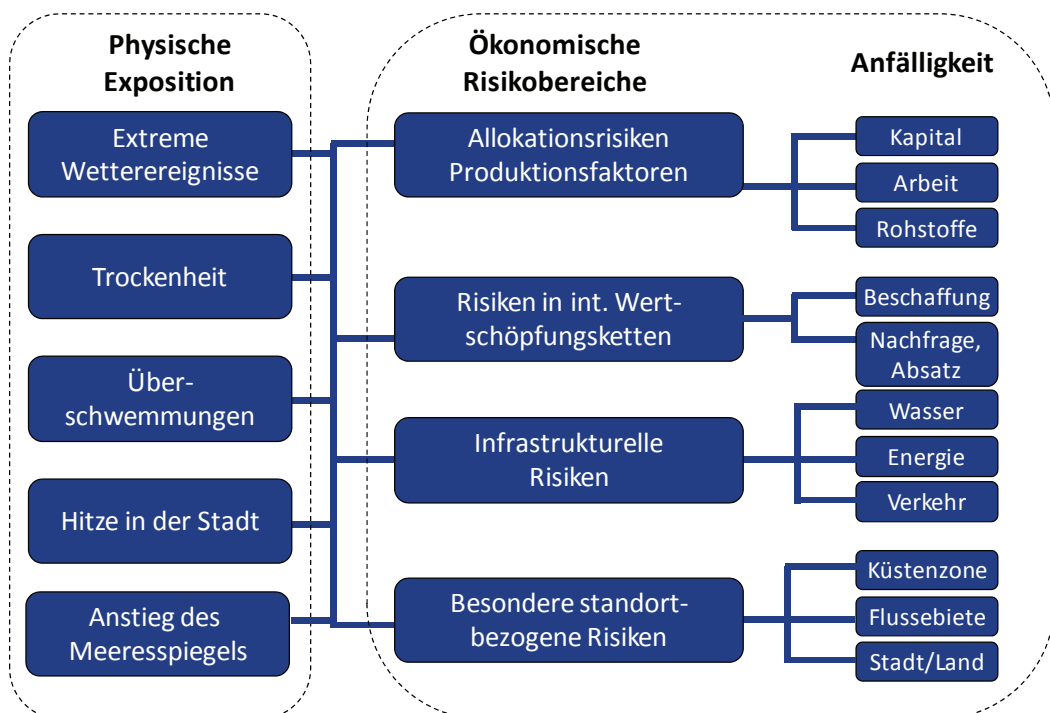 Physische
Exposition
Extreme
Wetterereignisse
Trockenheit
Über-
schwemmungen
Hitze in der Stadt
Anstieg des
Meeresspiegels
Ökonomische
Risikobereiche
Allokationsrisiken
Produktionsfaktoren
Risiken in int. Wert-
schöpfungsketten
Infrastrukturelle
Risiken
Besondere standort-
bezogene Risiken
Anfälligkeit
Kapital
Arbeit
Rohstoffe
Beschaffung
Nachfrage,
Absatz
Wasser
Energie
Verkehr
Küstenzone
Flussebiete
Stadt/Land